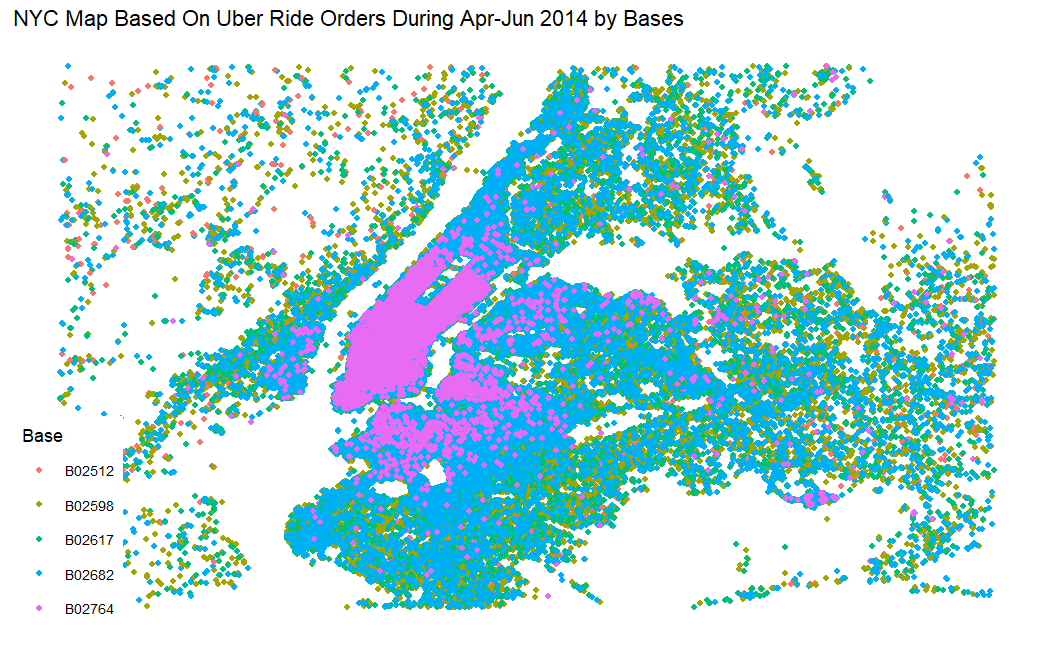 NYC Map Based On Uber Ride Orders During Apr-Jun 2014 by Bases
Base
B02512
B02598
B02617
B02682
B02764